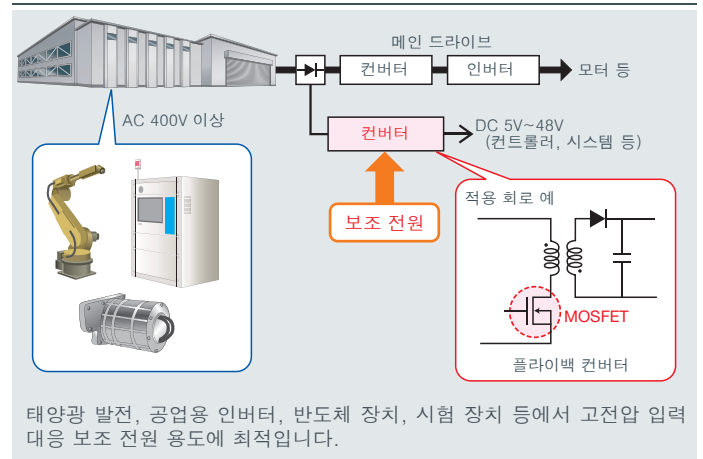 메인 드라이브
컨버터
인버터
모터 등
AC 400V 이상
컨버터
DC 5V~48V
(컨트롤러, 시스템 등)
보조 전원
적용 회로 예
MOSFET
플라이백 컨버터
태양광 발전, 공업용 인버터, 반도체 장치, 시험 장치 등에서 고전압 입력
대응 보조 전원 용도에 최적입니다.